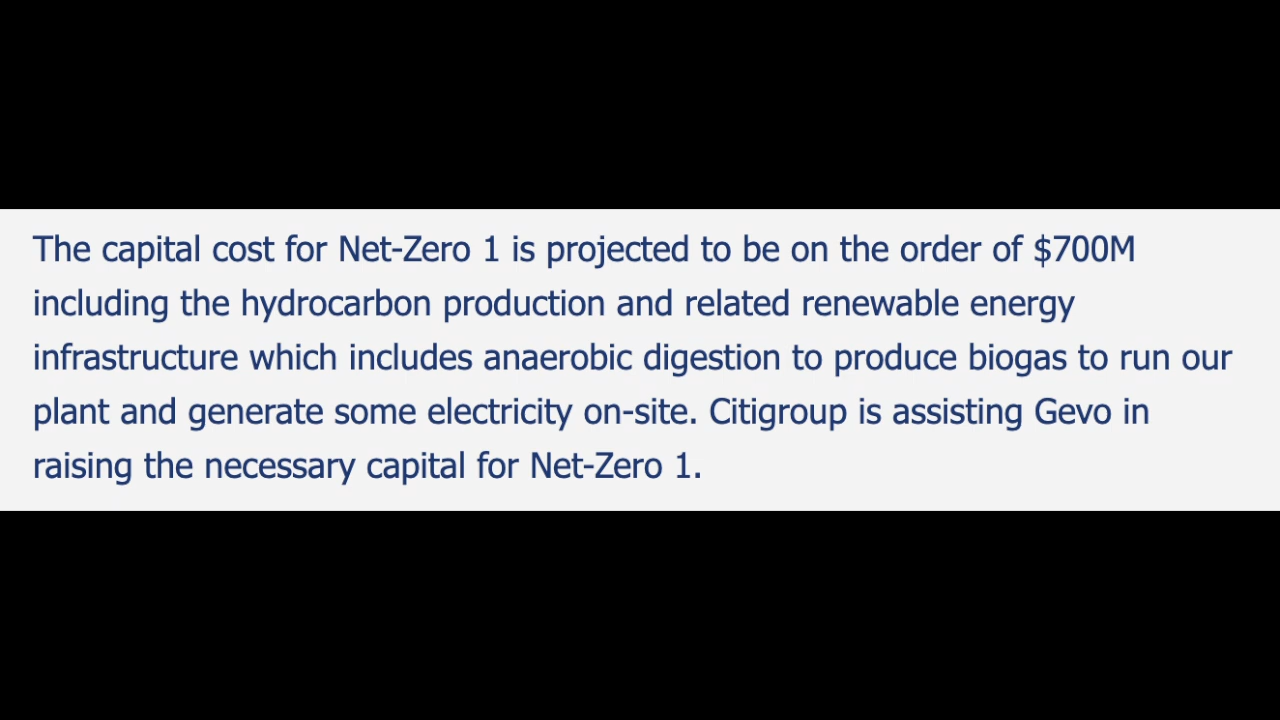 The capital cost for Net-Zero 1 is projected to be on the order of $700M
including the hydrocarbon production and related renewable energy
infrastructure which includes anaerobic digestion to produce biogas to run our
plant and generate some electricity on-site. Citigroup is assisting Gevo in
raising the necessary capital for Net-Zero 1.